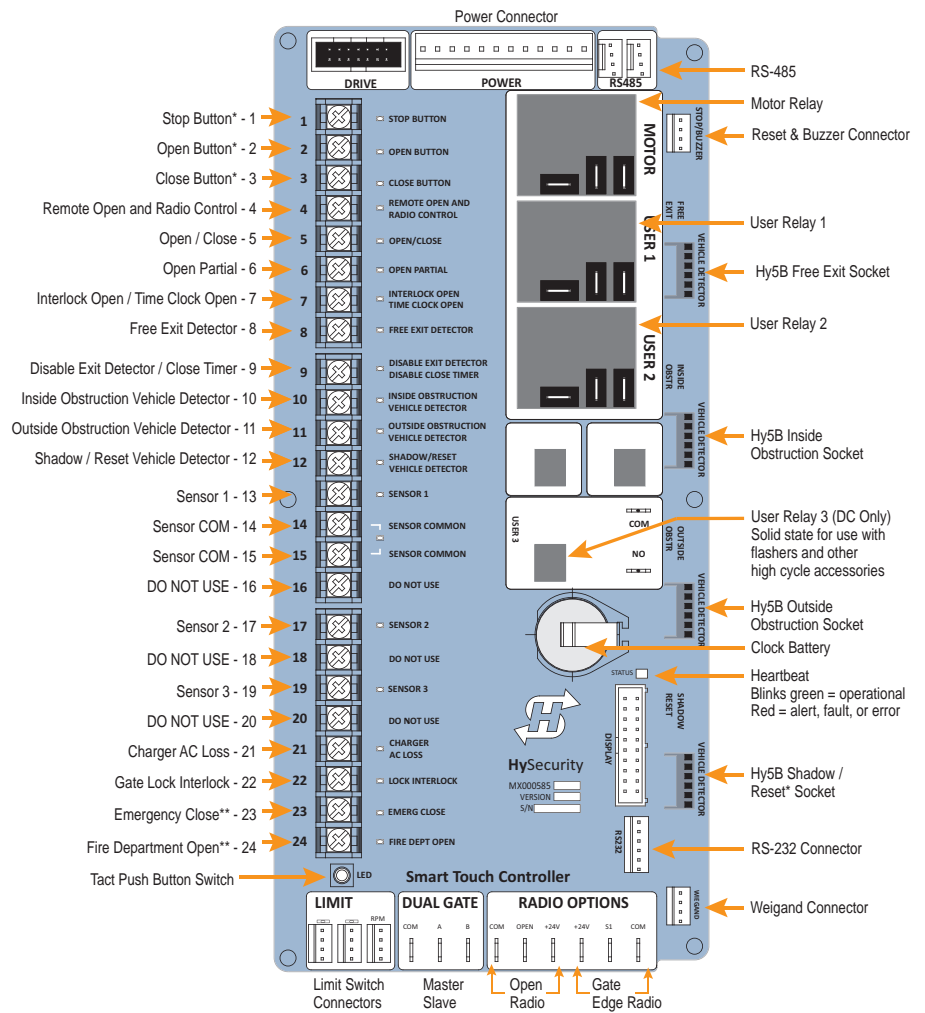 Power Connector
DRIVE
POWER
RS485
RS-485
Motor Relay
Reset & Buzzer Connector
User Relay 1
Hy5B Free Exit Socket
User Relay 2
Hy5B Inside
Obstruction Socket
User Relay 3 (DC Only)
Solid state for use with
flashers and other
high cycle accessories
Hy5B Outside
Obstruction Socket
Clock Battery
Heartbeat
Blinks green = operational
Red = alert, fault, or error
Hy5B Shadow /
Reset* Socket
RS-232 Connector
Weigand Connector
Stop Button* - 1
Open Button* - 2
Close Button* - 3
Remote Open and Radio Control - 4
Open / Close - 5
Open Partial - 6
Interlock Open / Time Clock Open - 7
Free Exit Detector - 8
Disable Exit Detector / Close Timer - 9
Inside Obstruction Vehicle Detector - 10
Outside Obstruction Vehicle Detector - 11
Shadow / Reset Vehicle Detector - 12
Sensor 1 - 13
Sensor COM - 14
Sensor COM - 15
DO NOT USE - 16
Sensor 2 - 17
DO NOT USE - 18
Sensor 3 - 19
DO NOT USE - 20
Charger AC Loss - 21
Gate Lock Interlock - 22
Emergency Close** - 23
Fire Department Open** - 24
Tact Push Button Switch
1 STOP BUTTON
2 OPEN BUTTON
3 CLOSE BUTTON
4 REMOTE OPEN AND
RADIO CONTROL
5 OPEN/CLOSE
6 OPEN PARTIAL
7 INTERLOCK OPEN
TIME CLOCK OPEN
8 FREE EXIT DETECTOR
9 DISABLE EXIT DETECTOR
DISABLE CLOSE TIMER
10 INSIDE OBSTRUCTION
VEHICLE DETECTOR
11 OUTSIDE OBSTRUCTION
VEHICLE DETECTOR
12 SHADOW/RESET
VEHICLE DETECTOR
13 SENSOR 1
14 SENSOR COMMON
15 SENSOR COMMON
16 DO NOT USE
17 SENSOR 2
18 DO NOT USE
19 SENSOR 3
20 DO NOT USE
21 CHARGER
AC LOSS
22 LOCK INTERLOCK
23 EMERG CLOSE
24 FIRE DEPT OPEN
LED
MOTOR
USER 1
USER 2
USER 3
COM
NO
STOP/BUZZER
FREE
EXIT
VEHICLE DETECTOR
INSIDE
OBSTR
VEHICLE DETECTOR
OUTSIDE
OBSTR
VEHICLE DETECTOR
STATUS
SHADOW
RESET
VEHICLE DETECTOR
DISPLAY
RS232
WEIGAND
H
HySecurity
MX000585
VERSION
S/N
Smart Touch Controller
LIMIT
RPM
DUAL GATE
COM A B
RADIO OPTIONS
COM OPEN +24V +24V S1 COM
Limit Switch
Connectors
Master
Slave
Open
Radio
Gate
Edge Radio